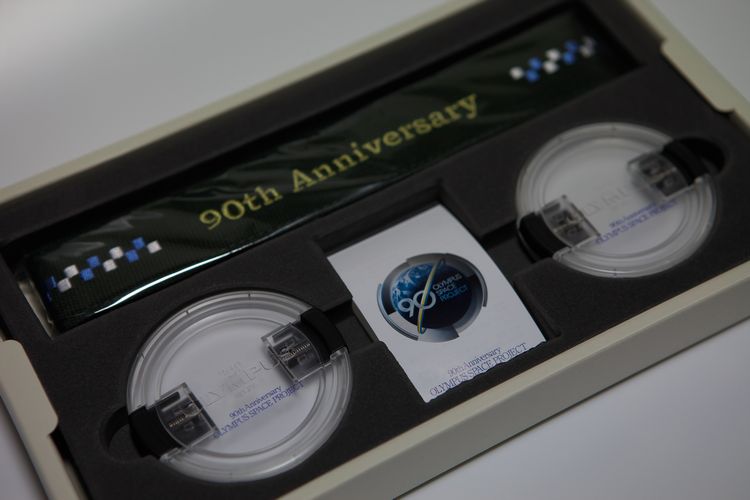 90th Anniversary
90th Anniversary
OLYMPUS SPACE PROJECT
90
OLYMPUS
SPACE
PROJECT
90th Anniversary
OLYMPUS SPACE PROJECT
90th Anniversary
OLYMPUS SPACE PROJECT